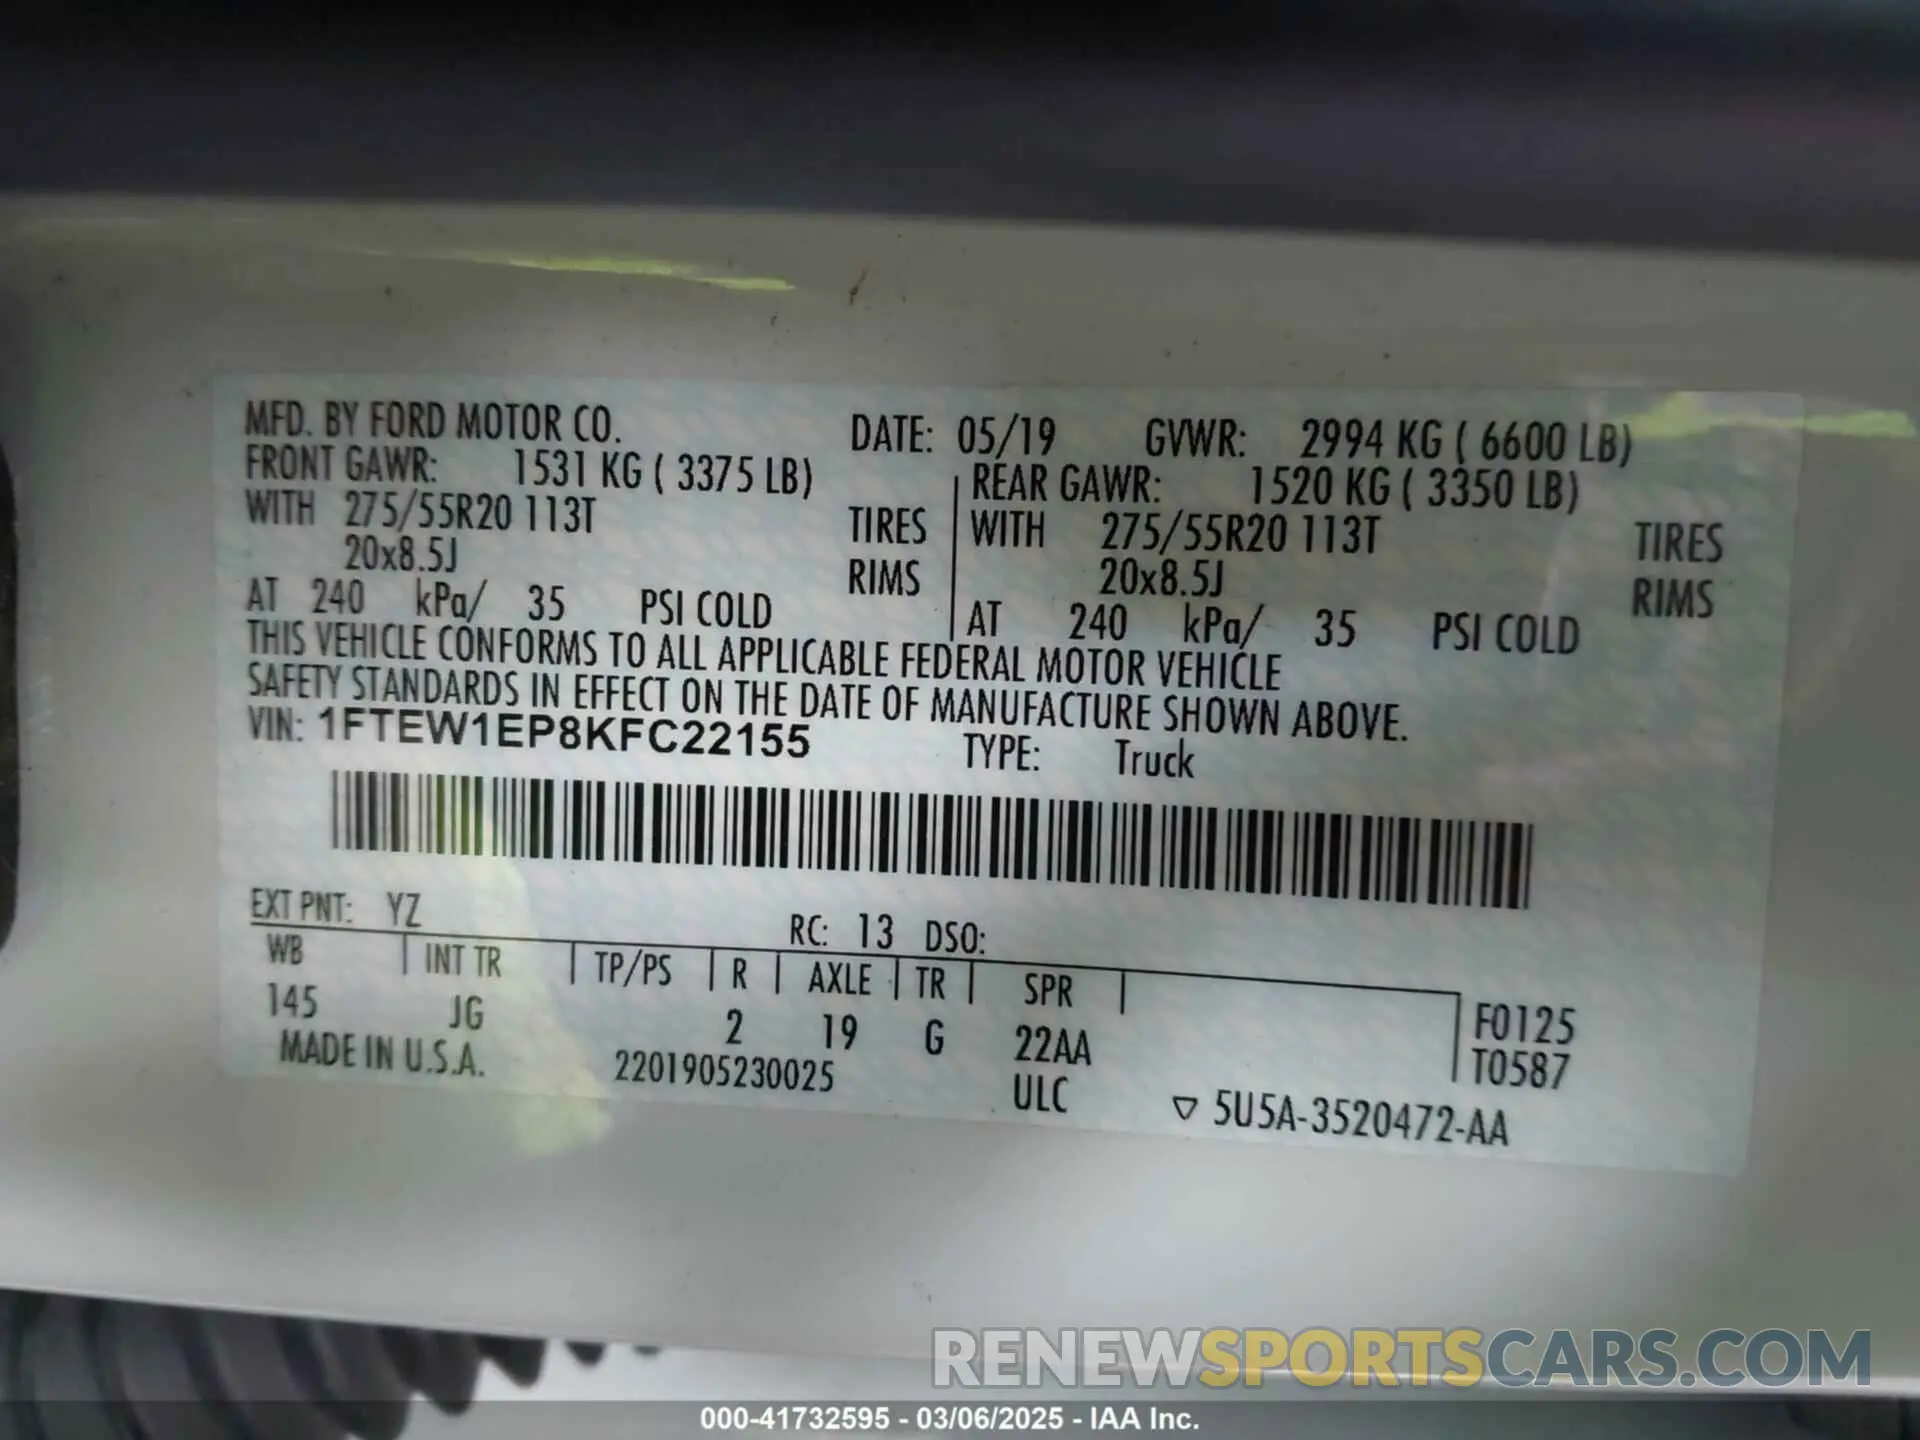 MFD. BY FORD MOTOR CO. DATE: 05/19 GVWR: 2994 KG ( 6600 LB)
FRONT GAWR: 1531 KG ( 3375 LB) REAR GAWR: 1520 KG ( 3350 LB)
WITH 275/55R20 113T TIRES WITH 275/55R20 113T TIRES
20x8.5J RIMS 20x8.5J RIMS
AT 240 kPa/ 35 PSI COLD AT 240 kPa/ 35 PSI COLD
THIS VEHICLE CONFORMS TO ALL APPLICABLE FEDERAL MOTOR VEHICLE
SAFETY STANDARDS IN EFFECT ON THE DATE OF MANUFACTURE SHOWN ABOVE.
VIN: 1FTEW1EP8KFC22155 TYPE: Truck
EXT PNT: YZ RC: 13 DSO:
WB INT TR TP/PS R AXLE TR SPR
145 JG 2 19 G 22AA F0125
MADE IN U.S.A. 2201905230025 ULC T0587
▽ 5U5A-3520472-AA
RENEWSPORTSCARS.COM
000-41732595 - 03/06/2025 - IAA Inc.